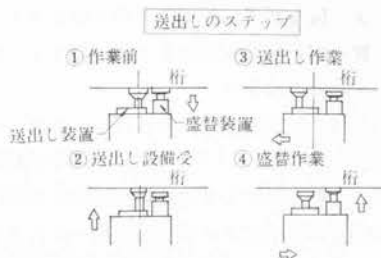 送出しのステップ
① 作業前
桁
送出し装置
盛替装置
② 送出し設備受
桁
③ 送出し作業
桁
④ 盛替作業
桁